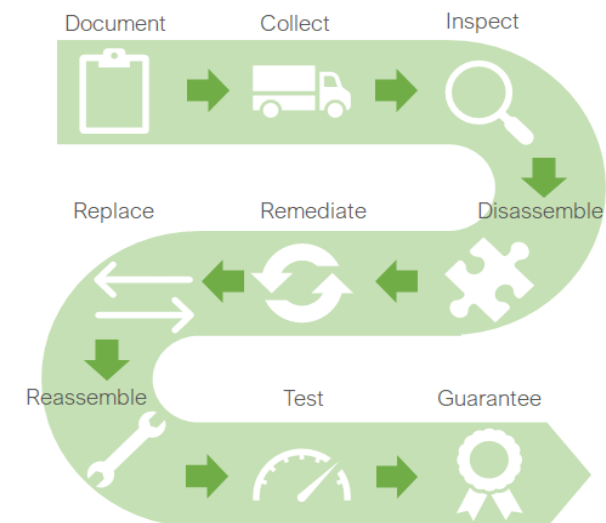 Document
Collect
Inspect
Disassemble
Remediate
Replace
Reassemble
Test
Guarantee